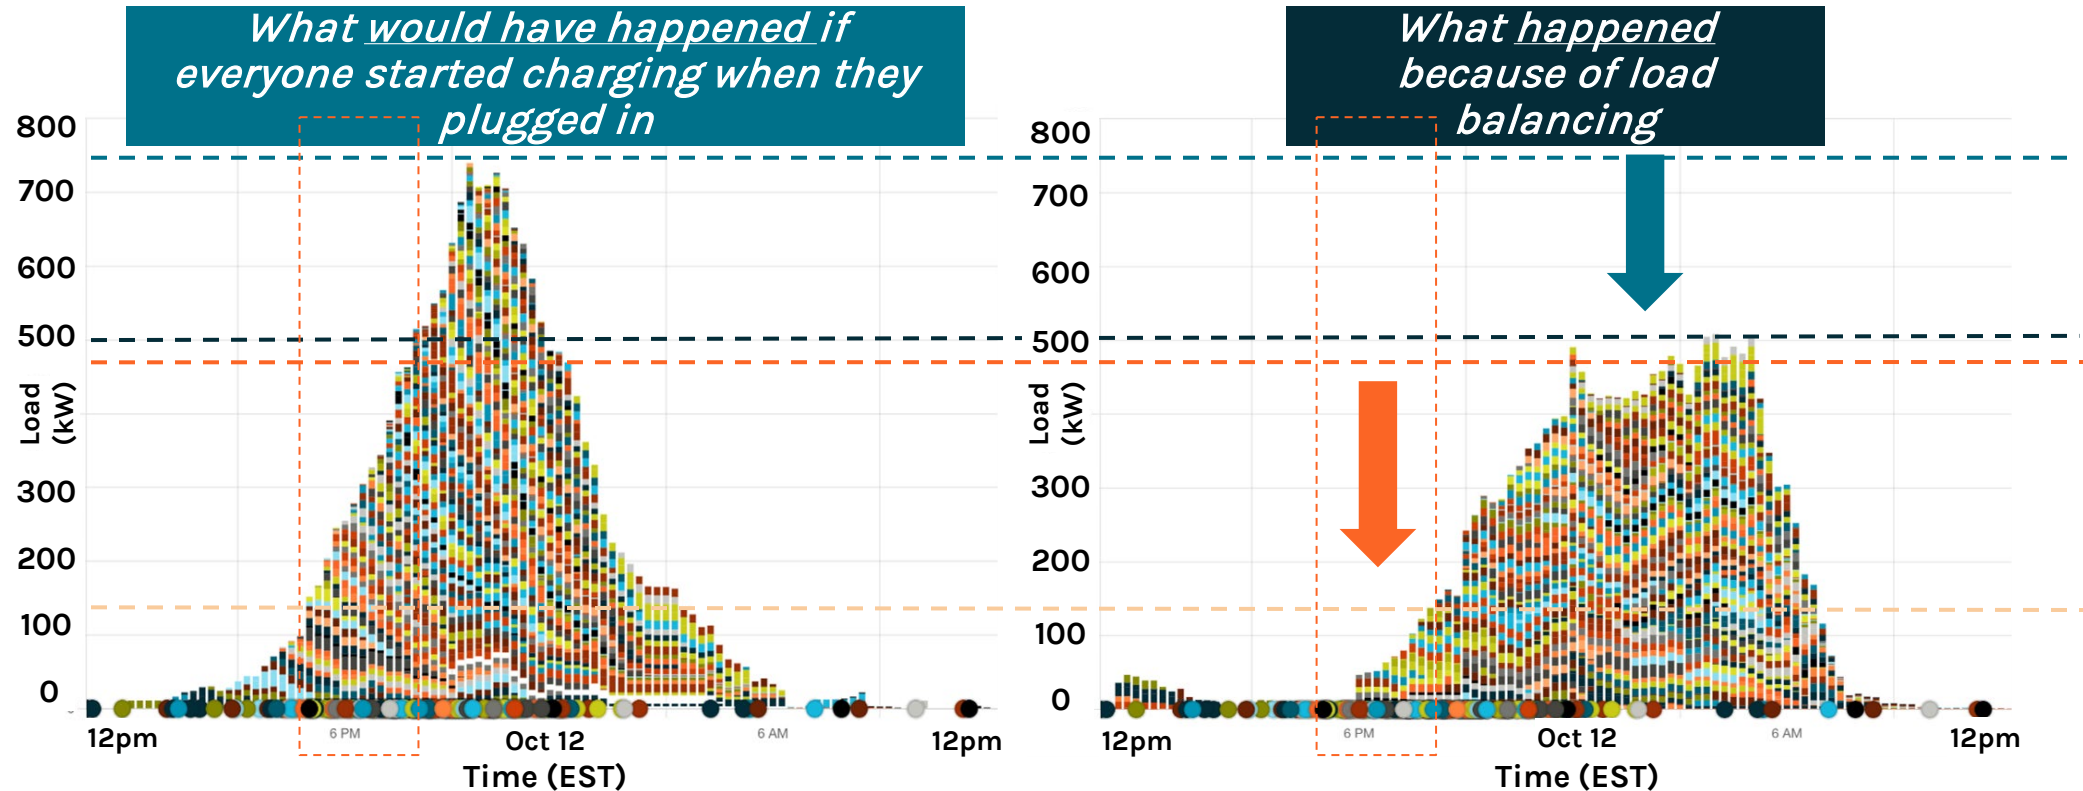 What would have happened if
everyone started charging when they
plugged in
What happened
because of load
balancing
800
700
600
500
400
300
200
100
0
Load
(kW)
12pm
6 PM
Oct 12
6 AM
12pm
Time (EST)
800
700
600
500
300
200
100
0
Load
(kW)
12pm
6 PM
Oct 12
6 AM
12pm
Time (EST)